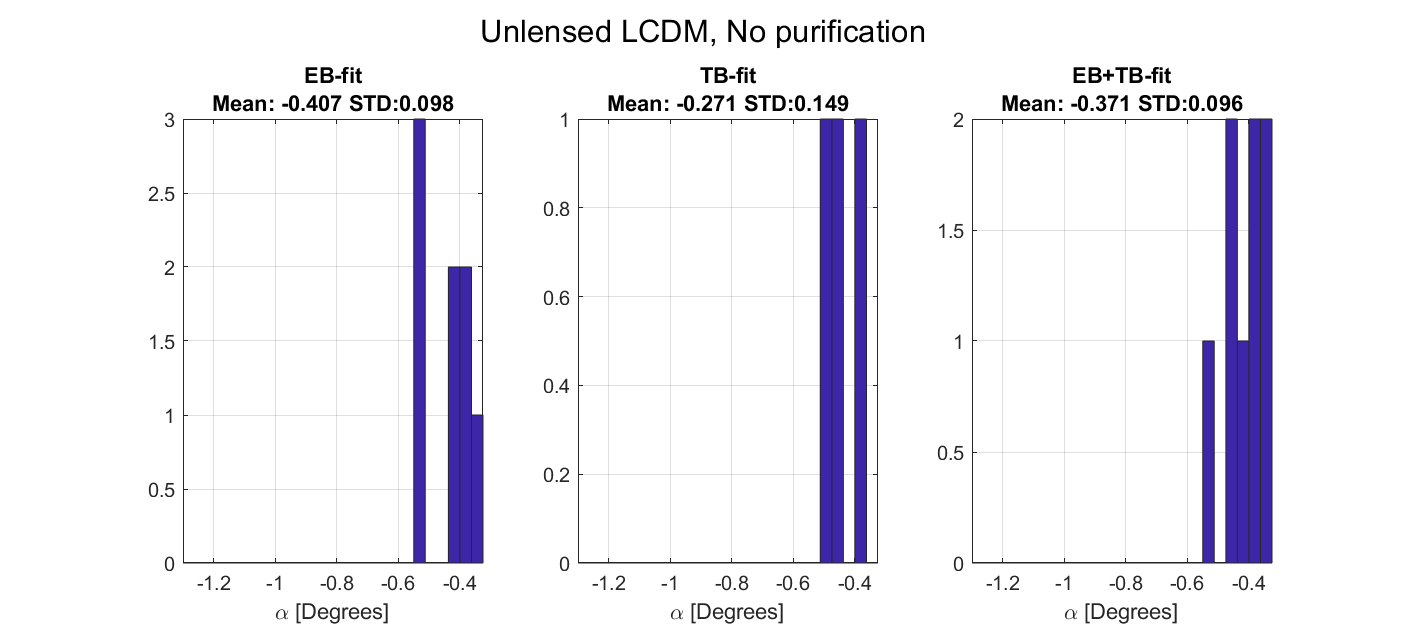 Unlensed LCDM, No purification
EB-fit
Mean: -0.407 STD:0.098
3
2.5
2
1.5
1
0.5
0
-1.2 -1 -0.8 -0.6 -0.4
α [Degrees]
TB-fit
Mean: -0.271 STD:0.149
1
0.8
0.6
0.4
0.2
0
-1.2 -1 -0.8 -0.6 -0.4
α [Degrees]
EB+TB-fit
Mean: -0.371 STD:0.096
2
1.5
1
0.5
0
-1.2 -1 -0.8 -0.6 -0.4
α [Degrees]